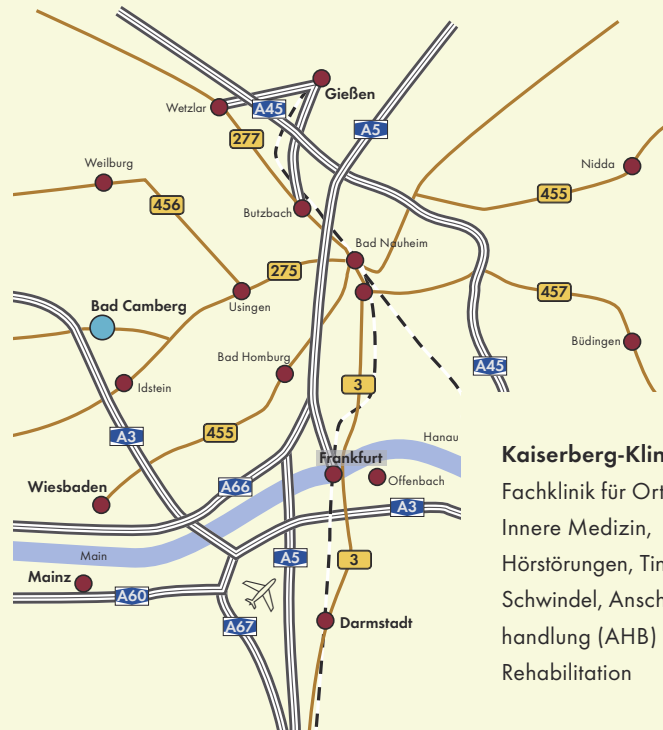 Gießen
Wetzlar
A45
A5
277
Weilburg
Nidda
456
455
Butzbach
Bad Nauheim
275
457
Bad Camberg
Usingen
Büdingen
Bad Homburg
A45
Idstein
3
A3
455
Hanau
Frankfurt
Kaiserberg-Klin
Wiesbaden
A66
Offenbach
Fachklinik für Ort
A3
Innere Medizin,
Main
A5
3
Hörstörungen, Tin
Mainz
A60
Schwindel, Ansch
A67
Darmstadt
handlung (AHB)
Rehabilitation